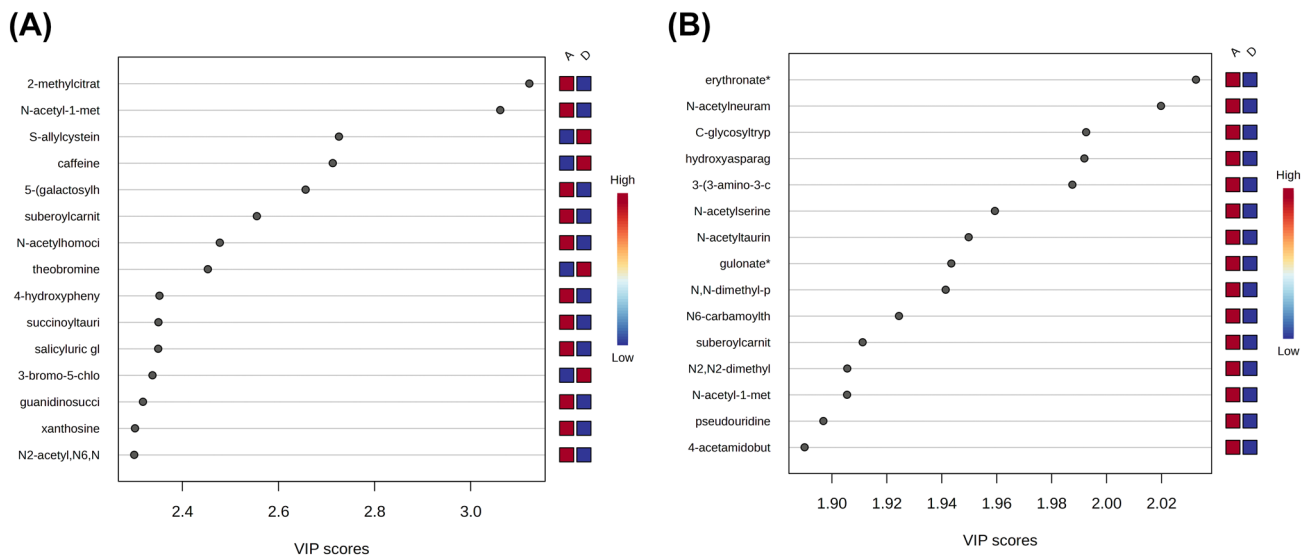 (A)
A D
2-methylcitrat
N-acetyl-1-met
S-allylcystein
caffeine
5-(galactosylh
suberoylcarnit
N-acetylhomoci
theobromine
4-hydroxypheny
succinoyltauri
salicyluric gl
3-bromo-5-chlo
guanidinosucci
xanthosine
N2-acetyl,N6,N
High
Low
2.4 2.6 2.8 3.0
VIP scores
(B)
A D
erythronate*
N-acetylneuram
C-glycosyltryp
hydroxyasparag
3-(3-amino-3-c
N-acetylserine
N-acetyltaurin
gulonate*
N,N-dimethyl-p
N6-carbamoylth
suberoylcarnit
N2,N2-dimethyl
N-acetyl-1-met
pseudouridine
4-acetamidobut
High
Low
1.90 1.92 1.94 1.96 1.98 2.00 2.02
VIP scores